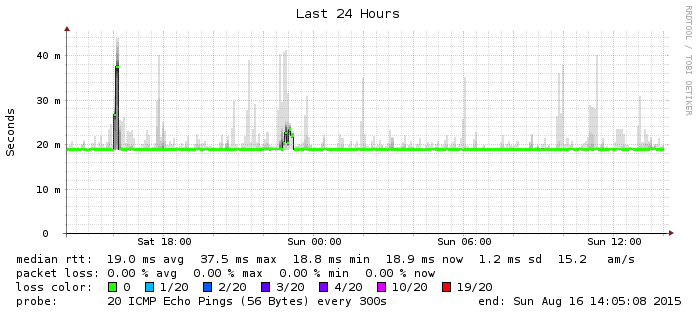 Last 24 Hours
RRDTOOL / TOBI OETIKER
Seconds
40 m
30 m
20 m
10 m
0
Sat 18:00 Sun 00:00 Sun 06:00 Sun 12:00
median rtt: 19.0 ms avg 37.5 ms max 18.8 ms min 18.9 ms now 1.2 ms sd 15.2 am/s
packet loss: 0.00 % avg 0.00 % max 0.00 % min 0.00 % now
loss color: 0 1/20 2/20 3/20 4/20 10/20 19/20
probe: 20 ICMP Echo Pings (56 Bytes) every 300s end: Sun Aug 16 14:05:08 2015